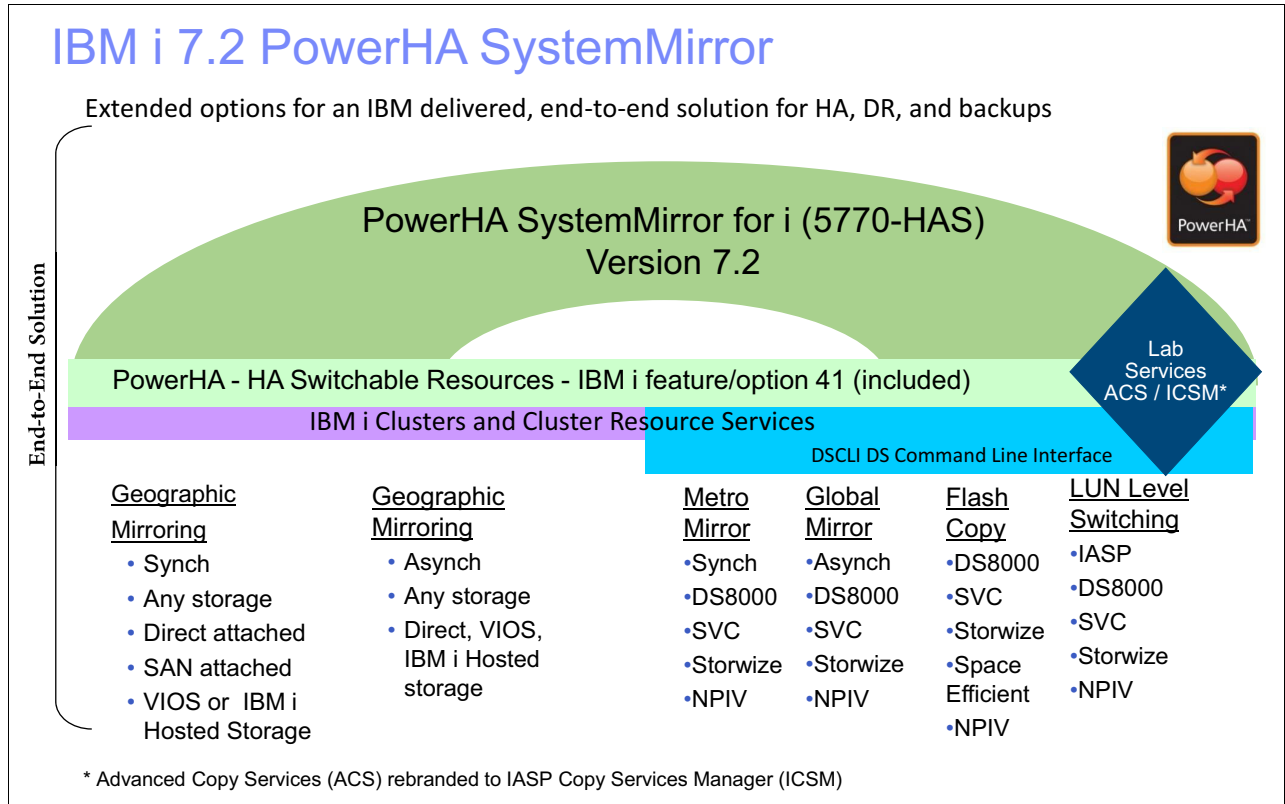 IBM i 7.2 PowerHA SystemMirror
Extended options for an IBM delivered, end-to-end solution for HA, DR, and backups
PowerHA™
PowerHA SystemMirror for i (5770-HAS)
Version 7.2
End-to-End Solution
Lab
Services
ACS / ICSM*
PowerHA - HA Switchable Resources - IBM i feature/option 41 (included)
IBM i Clusters and Cluster Resource Services
DSCLI DS Command Line Interface
Geographic
Mirroring
• Synch
• Any storage
• Direct attached
• SAN attached
• VIOS or IBM i
Hosted Storage
Geographic
Mirroring
• Asynch
• Any storage
• Direct, VIOS,
IBM i Hosted
storage
Metro
Mirror
•Synch
•DS8000
•SVC
•Storwize
•NPIV
Global
Mirror
•Asynch
•DS8000
•SVC
•Storwize
•NPIV
Flash
Copy
•DS8000
•SVC
•Storwize
•Space
Efficient
•NPIV
LUN Level
Switching
•IASP
•DS8000
•SVC
•Storwize
•NPIV
* Advanced Copy Services (ACS) rebranded to IASP Copy Services Manager (ICSM)